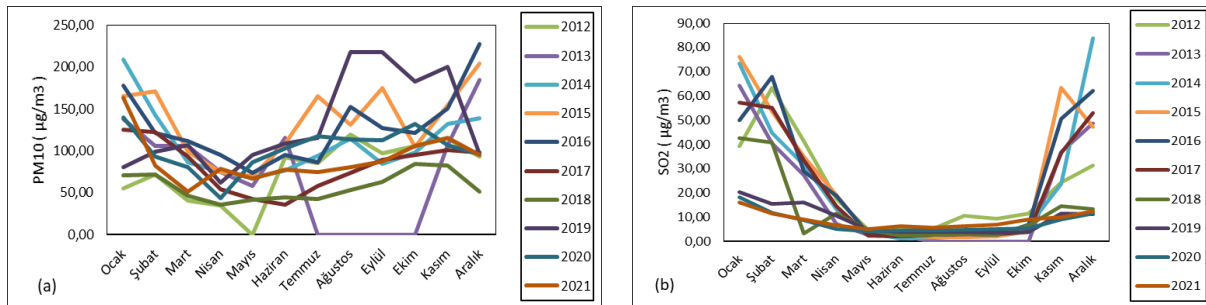 250,00
200,00
150,00
100,00
50,00
0,00
PM10 ( µg/m3 )
Ocak
Şubat
Mart
Nisan
Mayıs
Haziran
Temmuz
Ağustos
Eylül
Ekim
Kasım
Aralık
(a)
2012
2013
2014
2015
2016
2017
2018
2019
2020
2021
90,00
80,00
70,00
60,00
50,00
40,00
30,00
20,00
10,00
0,00
SO2 ( µg/m3)
Ocak
Şubat
Mart
Nisan
Mayıs
Haziran
Temmuz
Ağustos
Eylül
Ekim
Kasım
Aralık
(b)
2012
2013
2014
2015
2016
2017
2018
2019
2020
2021